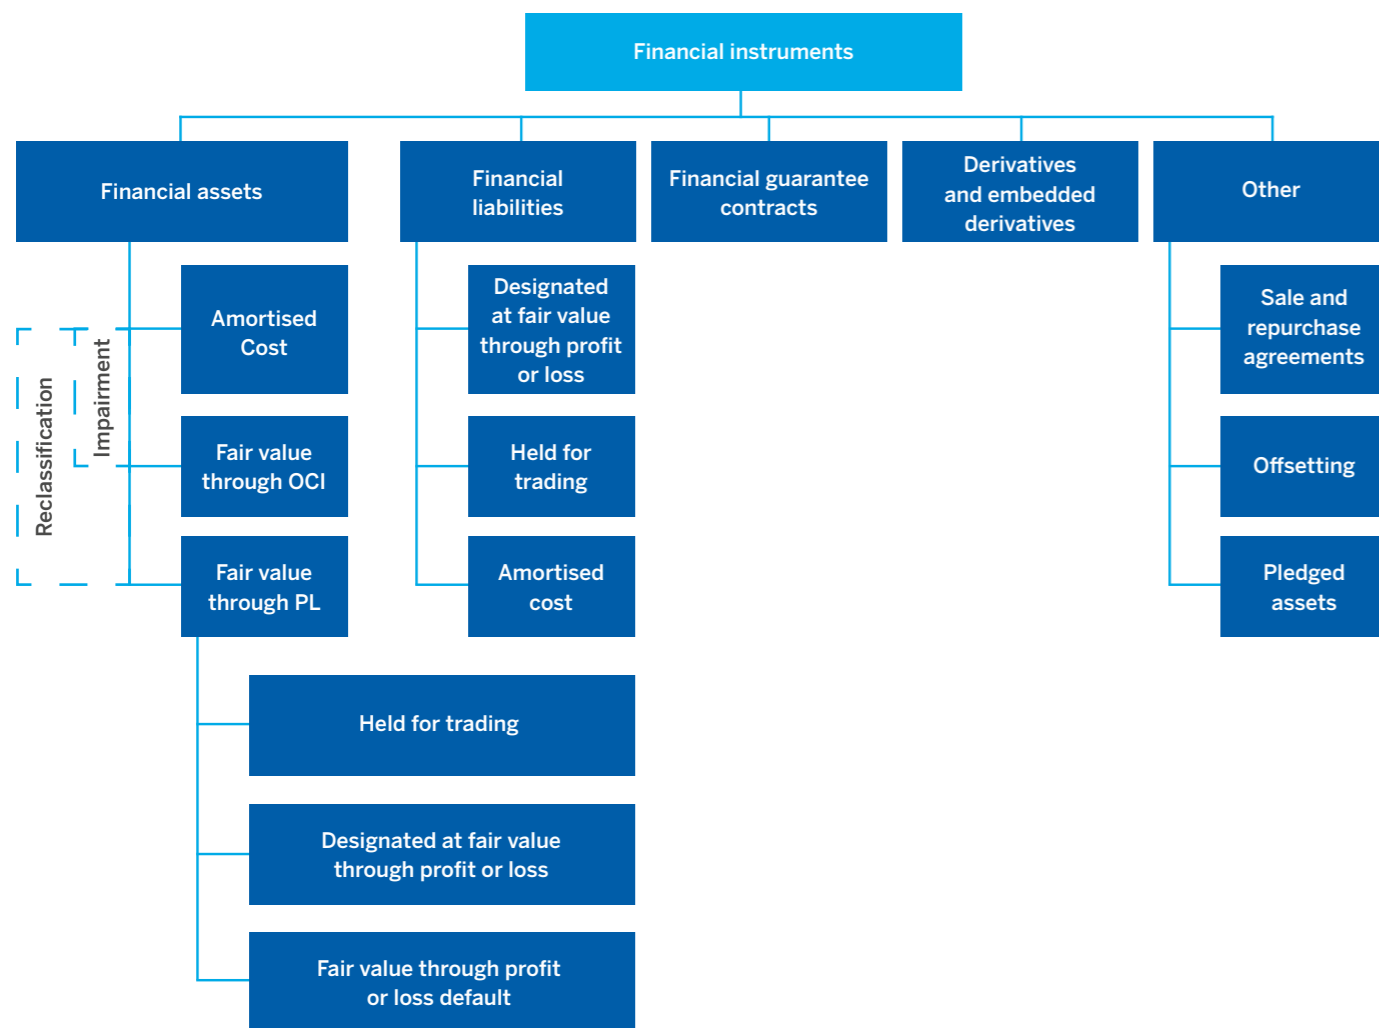 Financial instruments
Financial assets
Financial
liabilities
Financial guarantee
contracts
Derivatives
and embedded
derivatives
Other
Reclassification
Impairment
Amortised
Cost
Fair value
through OCI
Fair value
through PL
Designated
at fair value
through profit
or loss
Held for
trading
Amortised
cost
Sale and
repurchase
agreements
Offsetting
Pledged
assets
Held for trading
Designated at fair value
through profit or loss
Fair value through profit
or loss default